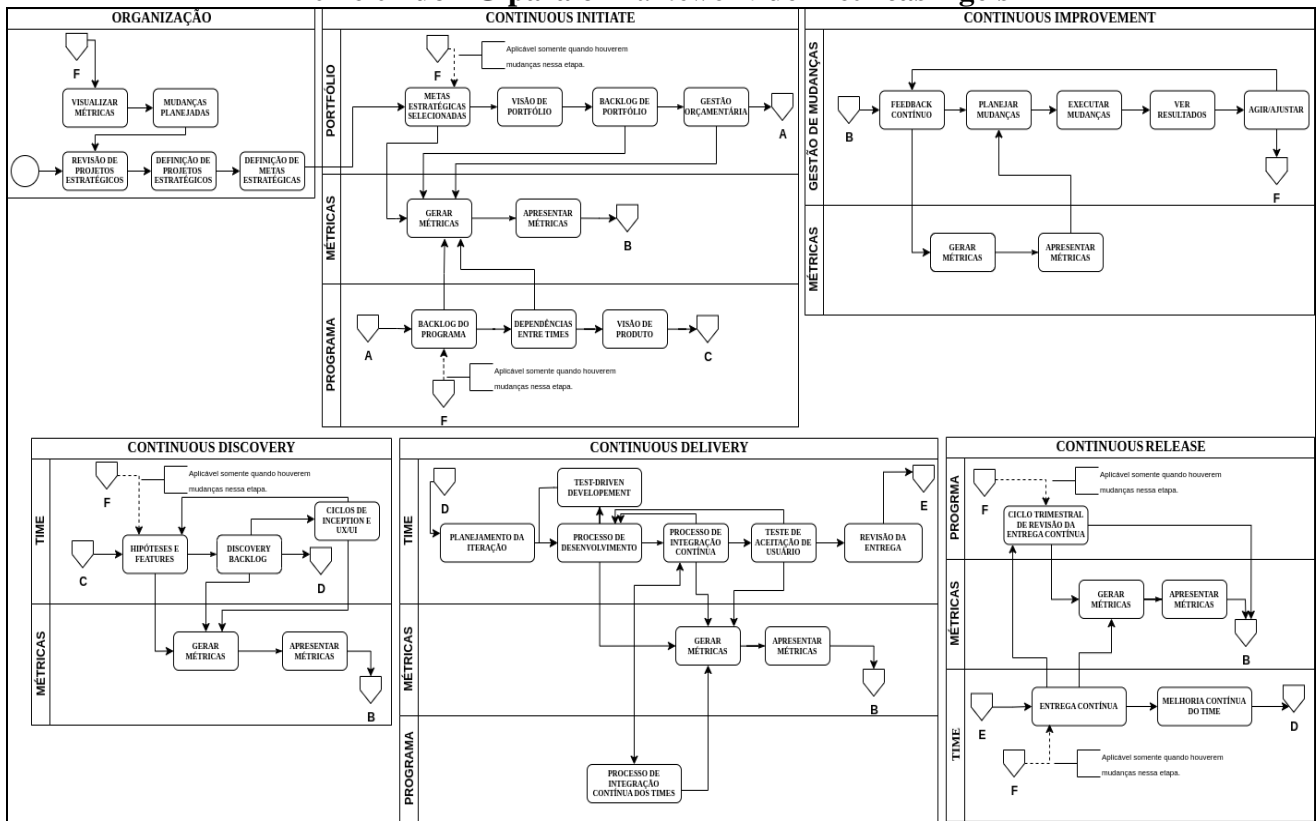 ORGANIZAÇÃO
F
VISUALIZAR
MÉTRICAS
MUDANÇAS
PLANEJADAS
REVISÃO DE
PROJETOS
ESTRATÉGICOS
DEFINIÇÃO DE
PROJETOS
ESTRATÉGICOS
DEFINIÇÃO DE
METAS
ESTRATÉGICAS
CONTINUOUS INITIATE
PORTFÓLIO
F
Aplicável somente quando houverem
mudanças nessa etapa.
METAS
ESTRATÉGICAS
SELECIONADAS
VISÃO DE
PORTFÓLIO
BACKLOG DE
PORTFÓLIO
GESTÃO
ORÇAMENTÁRIA
A
MÉTRICAS
GERAR
MÉTRICAS
APRESENTAR
MÉTRICAS
B
PROGRAMA
A
BACKLOG DO
PROGRAMA
DEPENDÊNCIAS
ENTRE TIMES
VISÃO DE
PRODUTO
C
Aplicável somente quando houverem
mudanças nessa etapa.
F
CONTINUOUS IMPROVEMENT
GESTÃO DE MUDANÇAS
B
FEEDBACK
CONTÍNUO
PLANEJAR
MUDANÇAS
EXECUTAR
MUDANÇAS
VER
RESULTADOS
AGIR/AJUSTAR
F
MÉTRICAS
GERAR
MÉTRICAS
APRESENTAR
MÉTRICAS
CONTINUOUS DISCOVERY
TIME
F
Aplicável somente quando houverem
mudanças nessa etapa.
CICLOS DE
INCEPTION E
UX/UI
C
HIPÓTESES E
FEATURES
DISCOVERY
BACKLOG
D
MÉTRICAS
GERAR
MÉTRICAS
APRESENTAR
MÉTRICAS
B
CONTINUOUS DELIVERY
TIME
D
TEST-DRIVEN
DEVELOPEMENT
E
PLANEJAMENTO DA
ITERAÇÃO
PROCESSO DE
DESENVOLVIMENTO
PROCESSO DE
INTEGRAÇÃO
CONTÍNUA
TESTE DE
ACEITAÇÃO DE
USUÁRIO
REVISÃO DA
ENTREGA
MÉTRICAS
GERAR
MÉTRICAS
APRESENTAR
MÉTRICAS
B
PROGRAMA
PROCESSO DE
INTEGRAÇÃO
CONTÍNUA DOS TIMES
CONTINUOUS RELEASE
PROGRMA
F
Aplicável somente quando houverem
mudanças nessa etapa.
CICLO TRIMESTRAL
DE REVISÃO DA
ENTREGA CONTÍNUA
MÉTRICAS
GERAR
MÉTRICAS
APRESENTAR
MÉTRICAS
B
TIME
E
ENTREGA CONTÍNUA
MELHORIA CONTÍNUA
DO TIME
D
F
Aplicável somente quando houverem
mudanças nessa etapa.